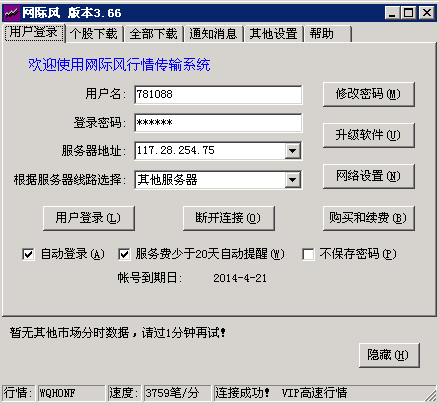 网际风 版本3.66
用户登录 个股下载 全部下载 通知消息 其他设置 帮助
欢迎使用网际风行情传输系统
用户名: 781088 修改密码(M)
登录密码: ****** 升级软件(U)
服务器地址: 117.28.254.75
根据服务器线路选择: 其他服务器 网络设置(N)
用户登录(L) 断开连接(O) 购买和续费(B)
自动登录(A) 服务费少于20天自动提醒(W) 不保存密码(P)
帐号到期日: 2014-4-21
暂无其他市场分时数据，请过1分钟再试!
隐藏(H)
行情: WQHONF 速度: 3759笔/分 连接成功! VIP高速行情